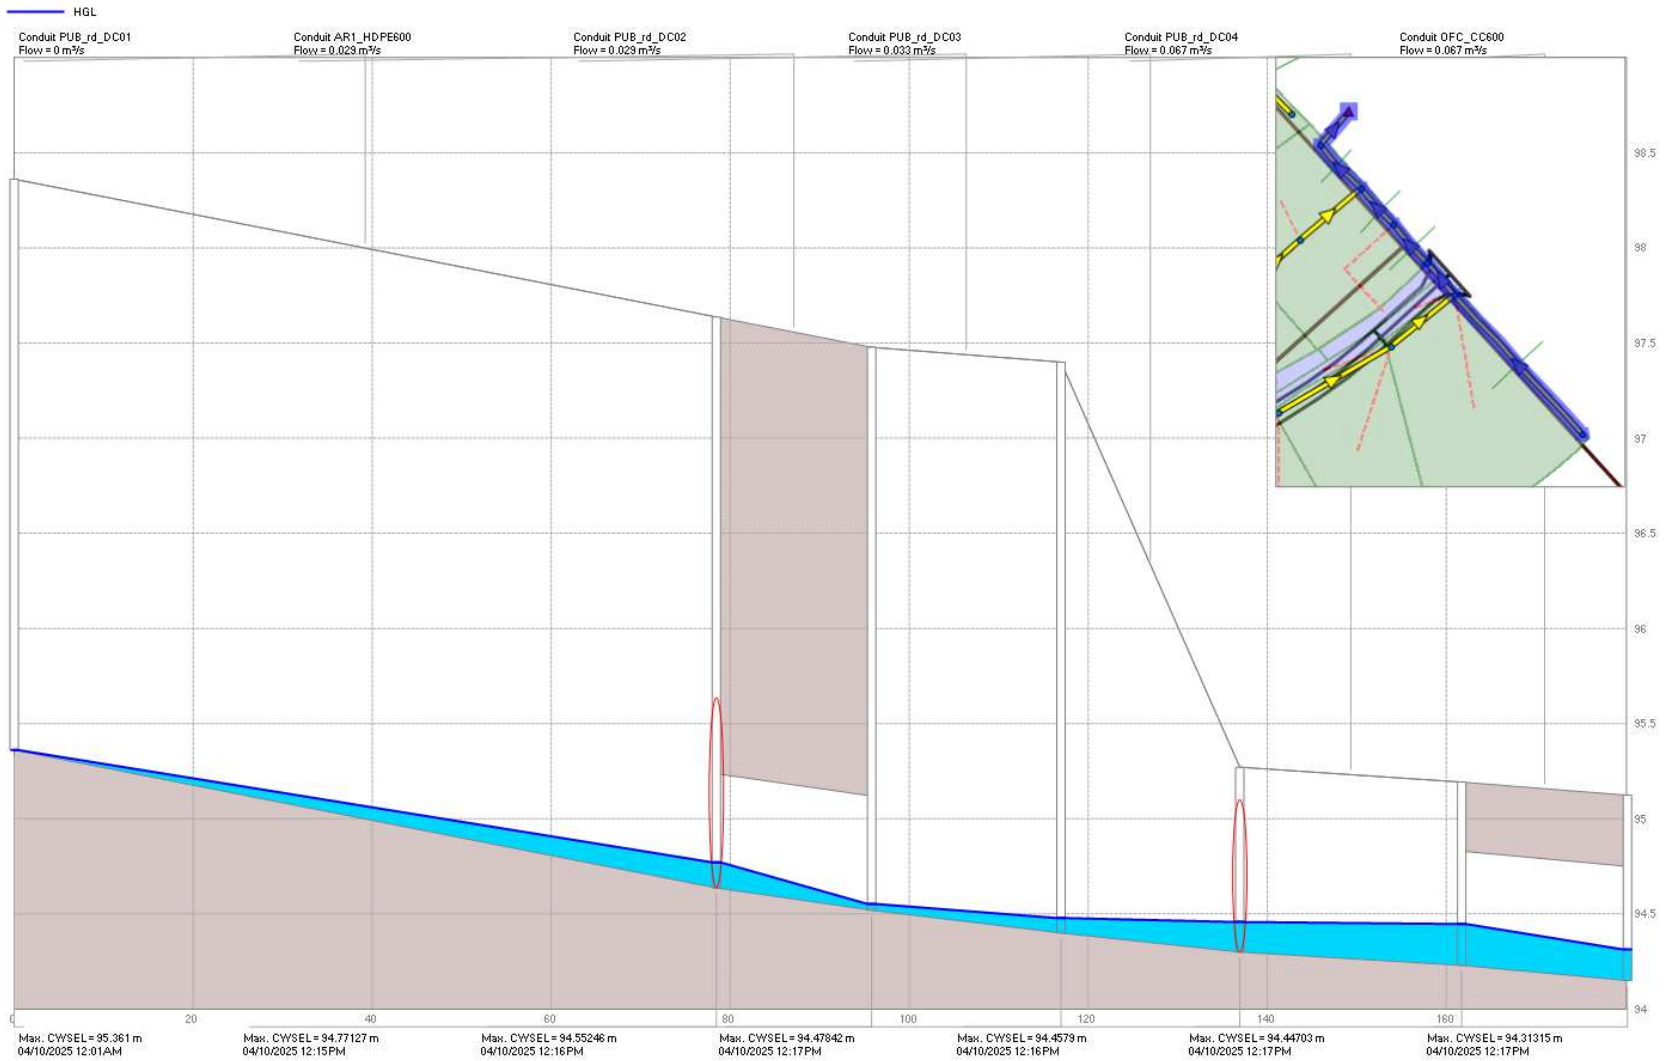 HGL
Conduit PUB_rd_DC01
Flow = 0 m³/s
Conduit AR1_HDPE600
Flow = 0.029 m³/s
Conduit PUB_rd_DC02
Flow = 0.029 m³/s
Conduit PUB_rd_DC03
Flow = 0.033 m³/s
Conduit PUB_rd_DC04
Flow = 0.067 m³/s
Conduit OFC_CC600
Flow = 0.067 m³/s
98.5
98
97.5
97
96.5
96
95.5
95
94.5
94
0
20
40
60
80
100
120
140
160
Max. CWSEL = 95.361 m
04/10/2025 12:01AM
Max. CWSEL = 94.77127 m
04/10/2025 12:15PM
Max. CWSEL = 94.55246 m
04/10/2025 12:16PM
Max. CWSEL = 94.47842 m
04/10/2025 12:17PM
Max. CWSEL = 94.4579 m
04/10/2025 12:16PM
Max. CWSEL = 94.44703 m
04/10/2025 12:17PM
Max. CWSEL = 94.31315 m
04/10/2025 12:17PM